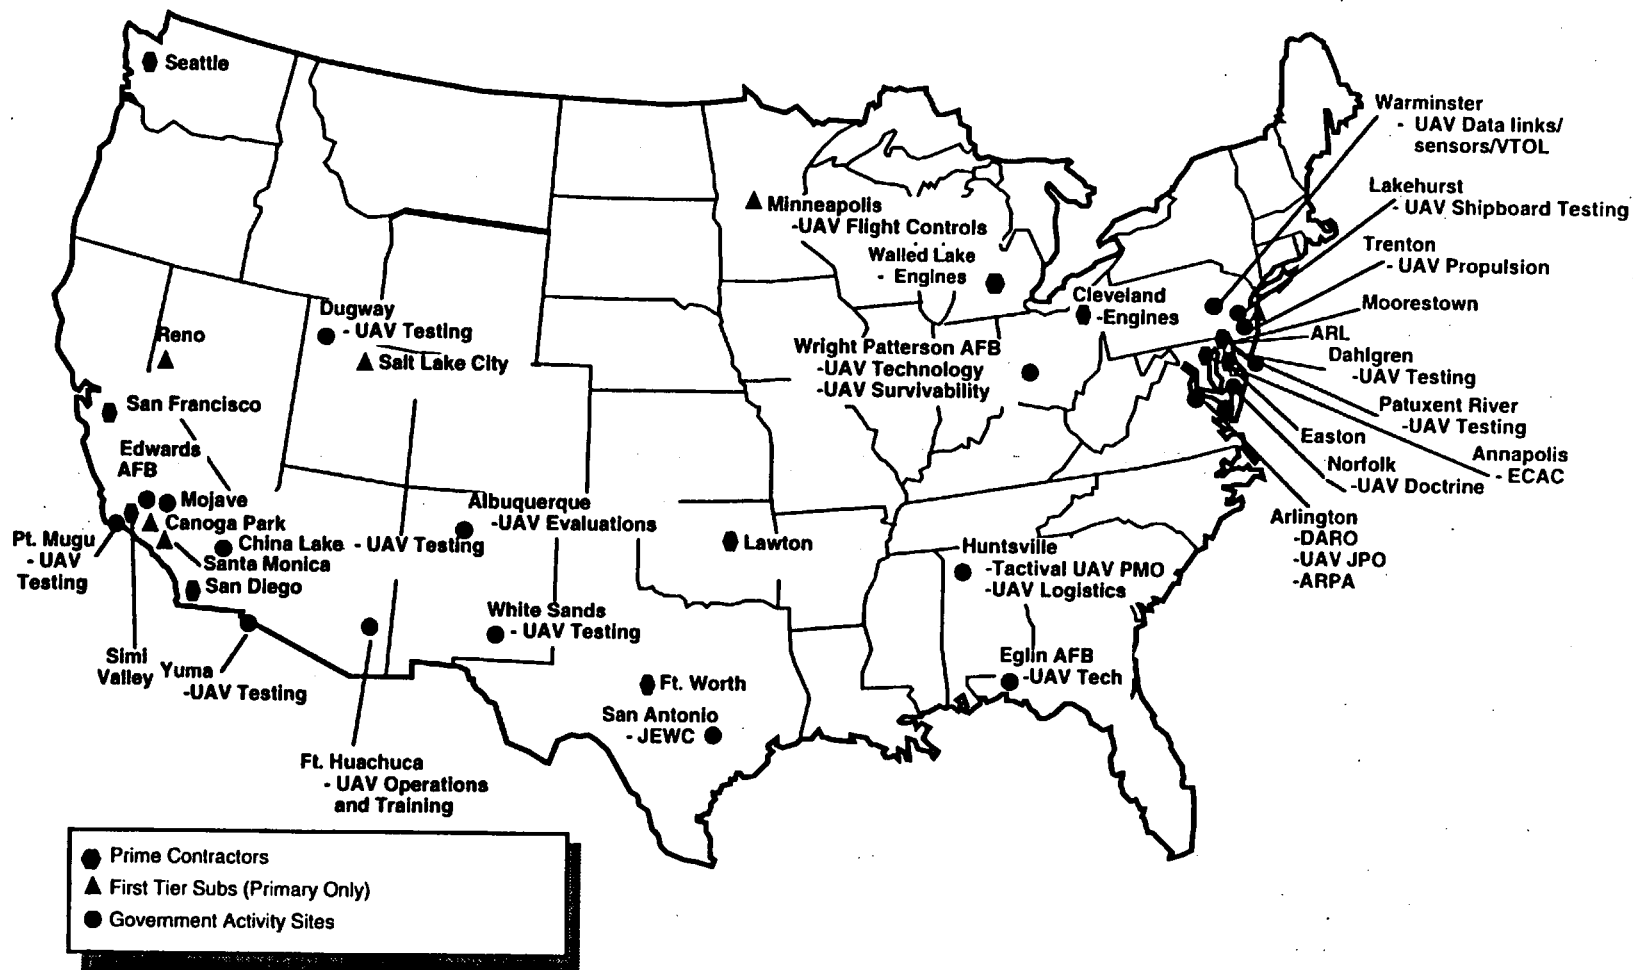 Seattle
Minneapolis
-UAV Flight Controls
Walled Lake
- Engines
Cleveland
-Engines
Warminster
- UAV Data links/
sensors/VTOL
Lakehurst
- UAV Shipboard Testing
Trenton
- UAV Propulsion
Moorestown
ARL
Dahlgren
-UAV Testing
Patuxent River
-UAV Testing
Easton
Annapolis
- ECAC
Norfolk
-UAV Doctrine
Arlington
-DARO
-UAV JPO
-ARPA
Reno
Dugway
- UAV Testing
Salt Lake City
Wright Patterson AFB
-UAV Technology
-UAV Survivability
San Francisco
Edwards
AFB
Mojave
Canoga Park
China Lake - UAV Testing
Santa Monica
San Diego
Pt. Mugu
- UAV
Testing
Simi
Valley
Yuma
-UAV Testing
Albuquerque
-UAV Evaluations
Lawton
White Sands
- UAV Testing
Huntsville
-Tactival UAV PMO
-UAV Logistics
Eglin AFB
-UAV Tech
Ft. Worth
San Antonio
- JEWC
Ft. Huachuca
- UAV Operations
and Training
Prime Contractors
First Tier Subs (Primary Only)
Government Activity Sites